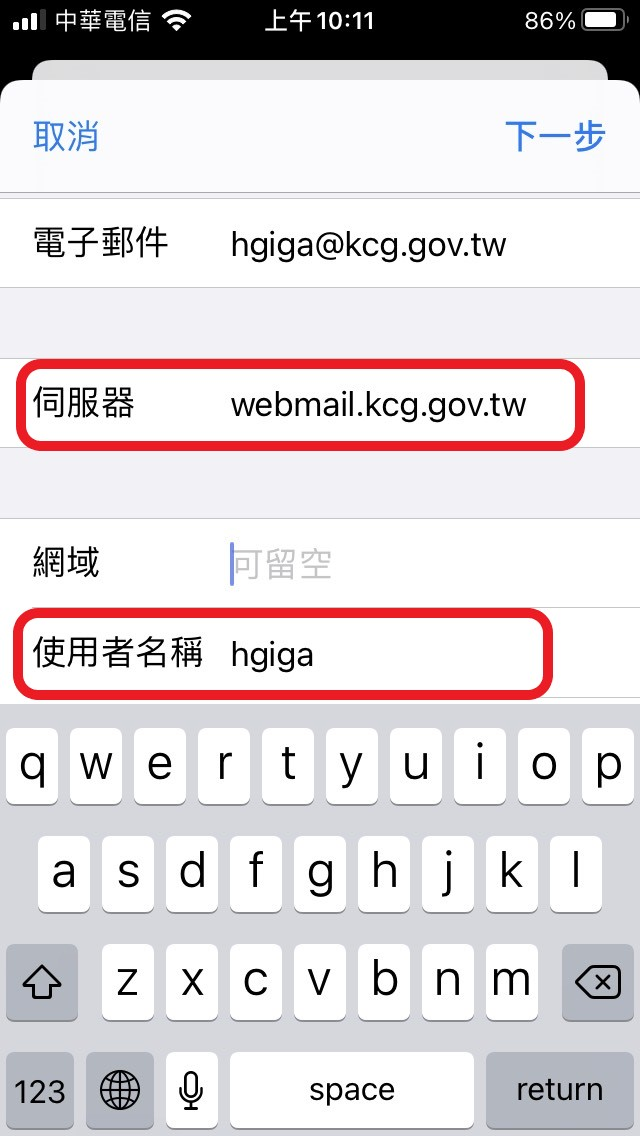 中華電信 上午10:11 86%
取消 下一步
電子郵件 hgiga@kcg.gov.tw
伺服器 webmail.kcg.gov.tw
網域 可留空
使用者名稱 hgiga
q w e r t y u i o p
a s d f g h j k l
z x c v b n m
123 space return